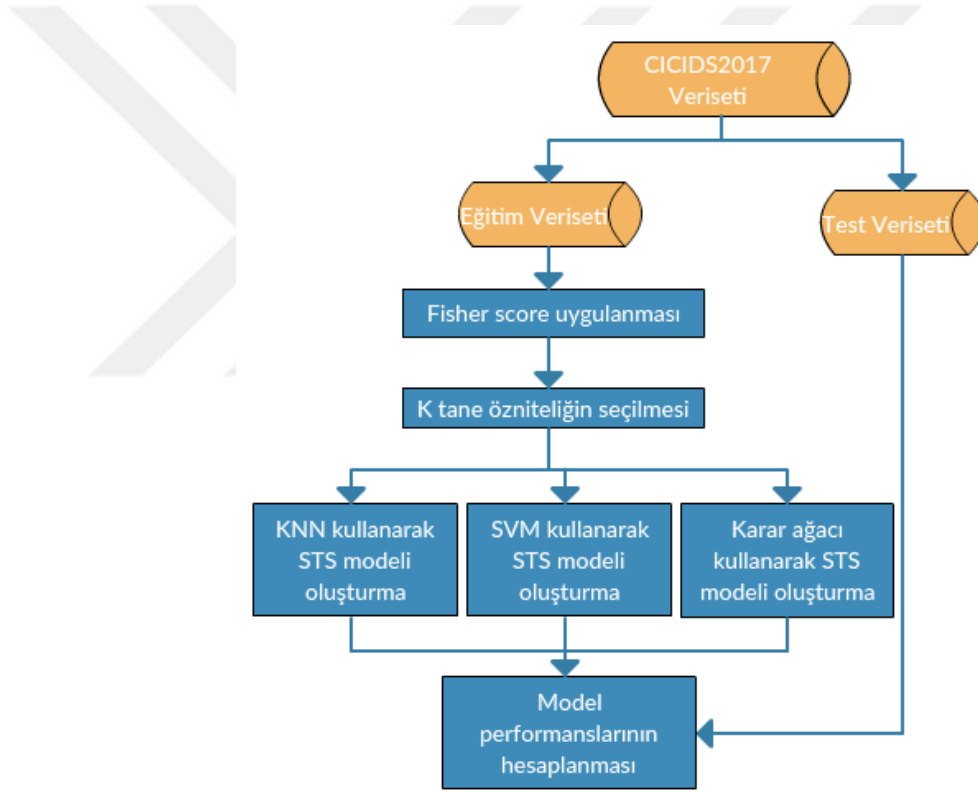 CICIDS2017
Veriseti
Eğitim Veriseti
Test Veriseti
Fisher score uygulanması
K tane özniteliğin seçilmesi
KNN kullanarak
STS modeli
oluşturma
SVM kullanarak
STS modeli
oluşturma
Karar ağacı
kullanarak STS
modeli oluşturma
Model
performanslarının
hesaplanması